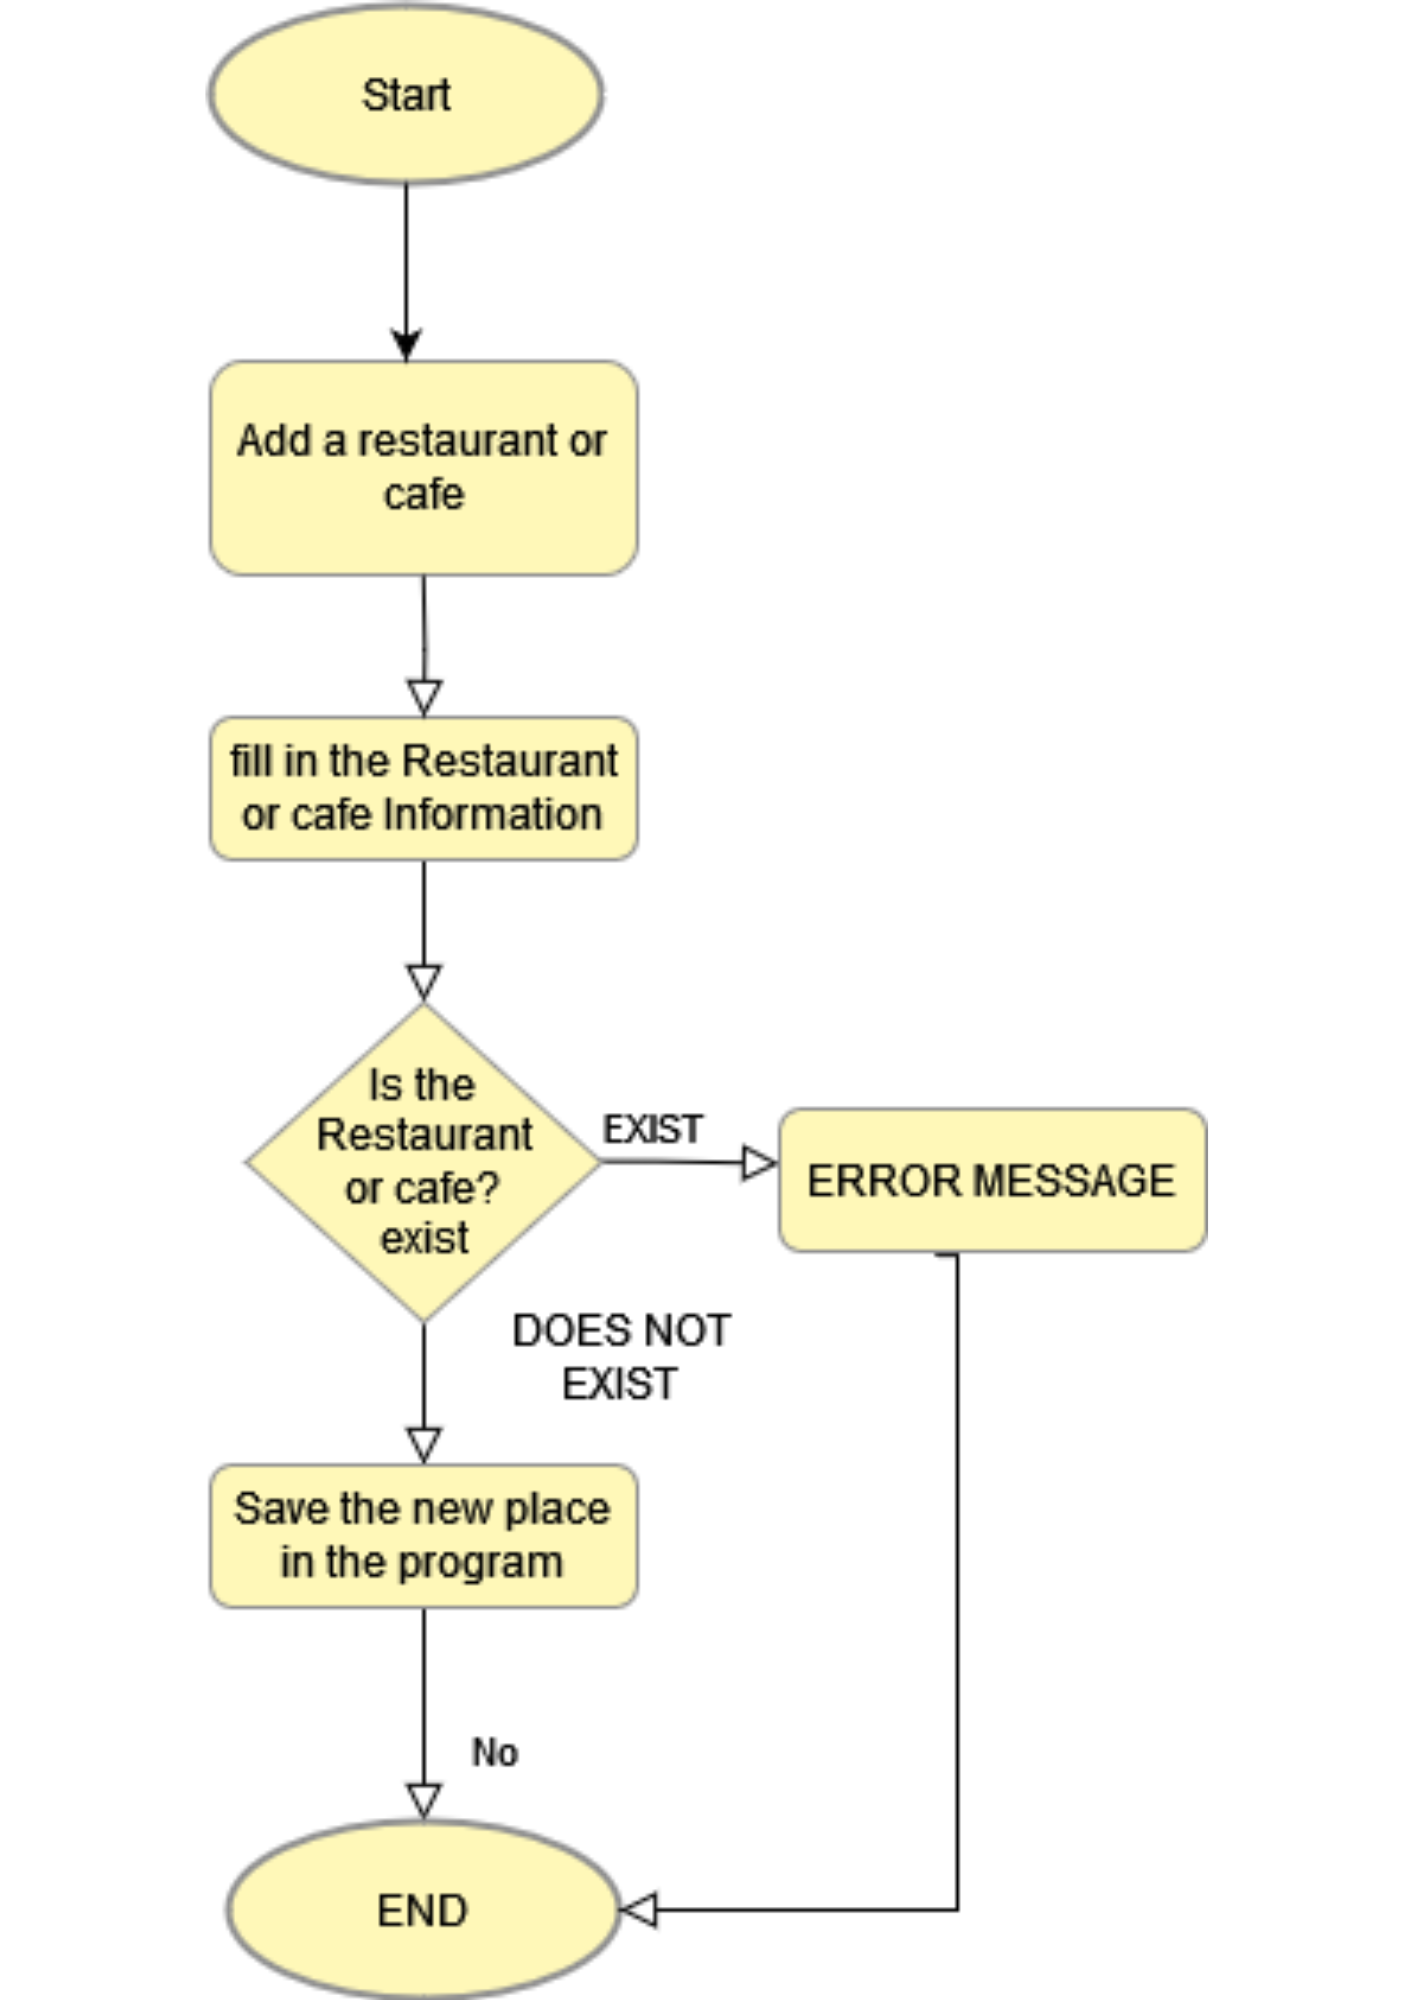 Start
Add a restaurant or
cafe
fill in the Restaurant
or cafe Information
Is the
Restaurant
or cafe?
exist
EXIST
ERROR MESSAGE
DOES NOT
EXIST
Save the new place
in the program
No
END